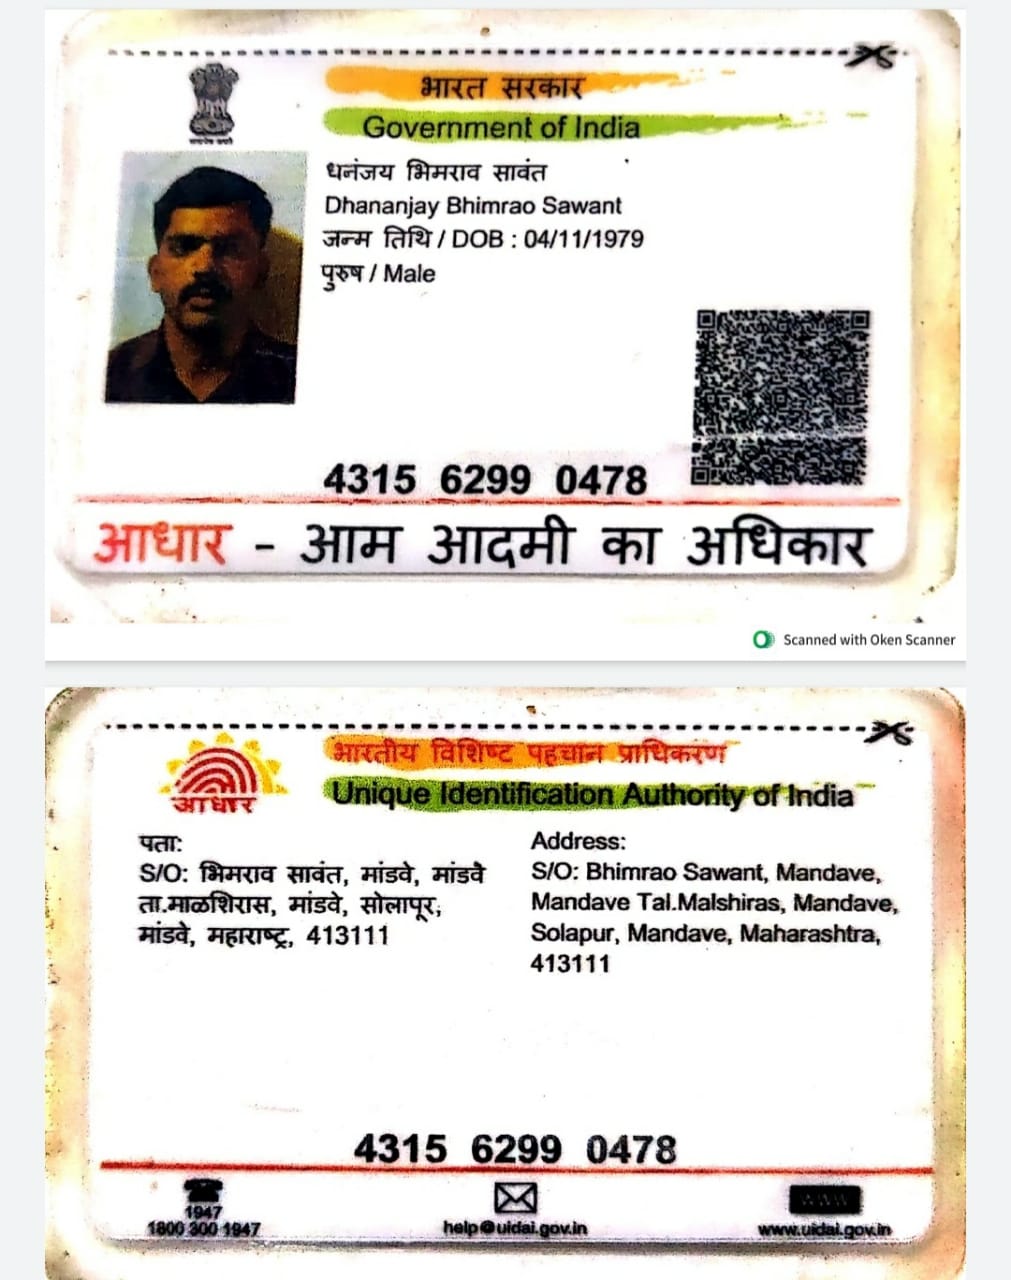 भारत सरकार
Government of India
धनंजय भिमराव सावंत
Dhananjay Bhimrao Sawant
जन्म तिथि / DOB : 04/11/1979
पुरुष / Male
4315 6299 0478
आधार - आम आदमी का अधिकार
Scanned with Oken Scanner
भारतीय विशिष्ट पहचान प्राधिकरण
Unique Identification Authority of India
आधार
पता:
S/O: भिमराव सावंत, मांडवे, मांडवे
ता.माळशिरास, मांडवे, सोलापूर,
मांडवे, महाराष्ट्र, 413111
Address:
S/O: Bhimrao Sawant, Mandave,
Mandave Tal.Malshiras, Mandave,
Solapur, Mandave, Maharashtra,
413111
4315 6299 0478
1947
1800 300 1947
help@uidai.gov.in
www
www.uidai.gov.in